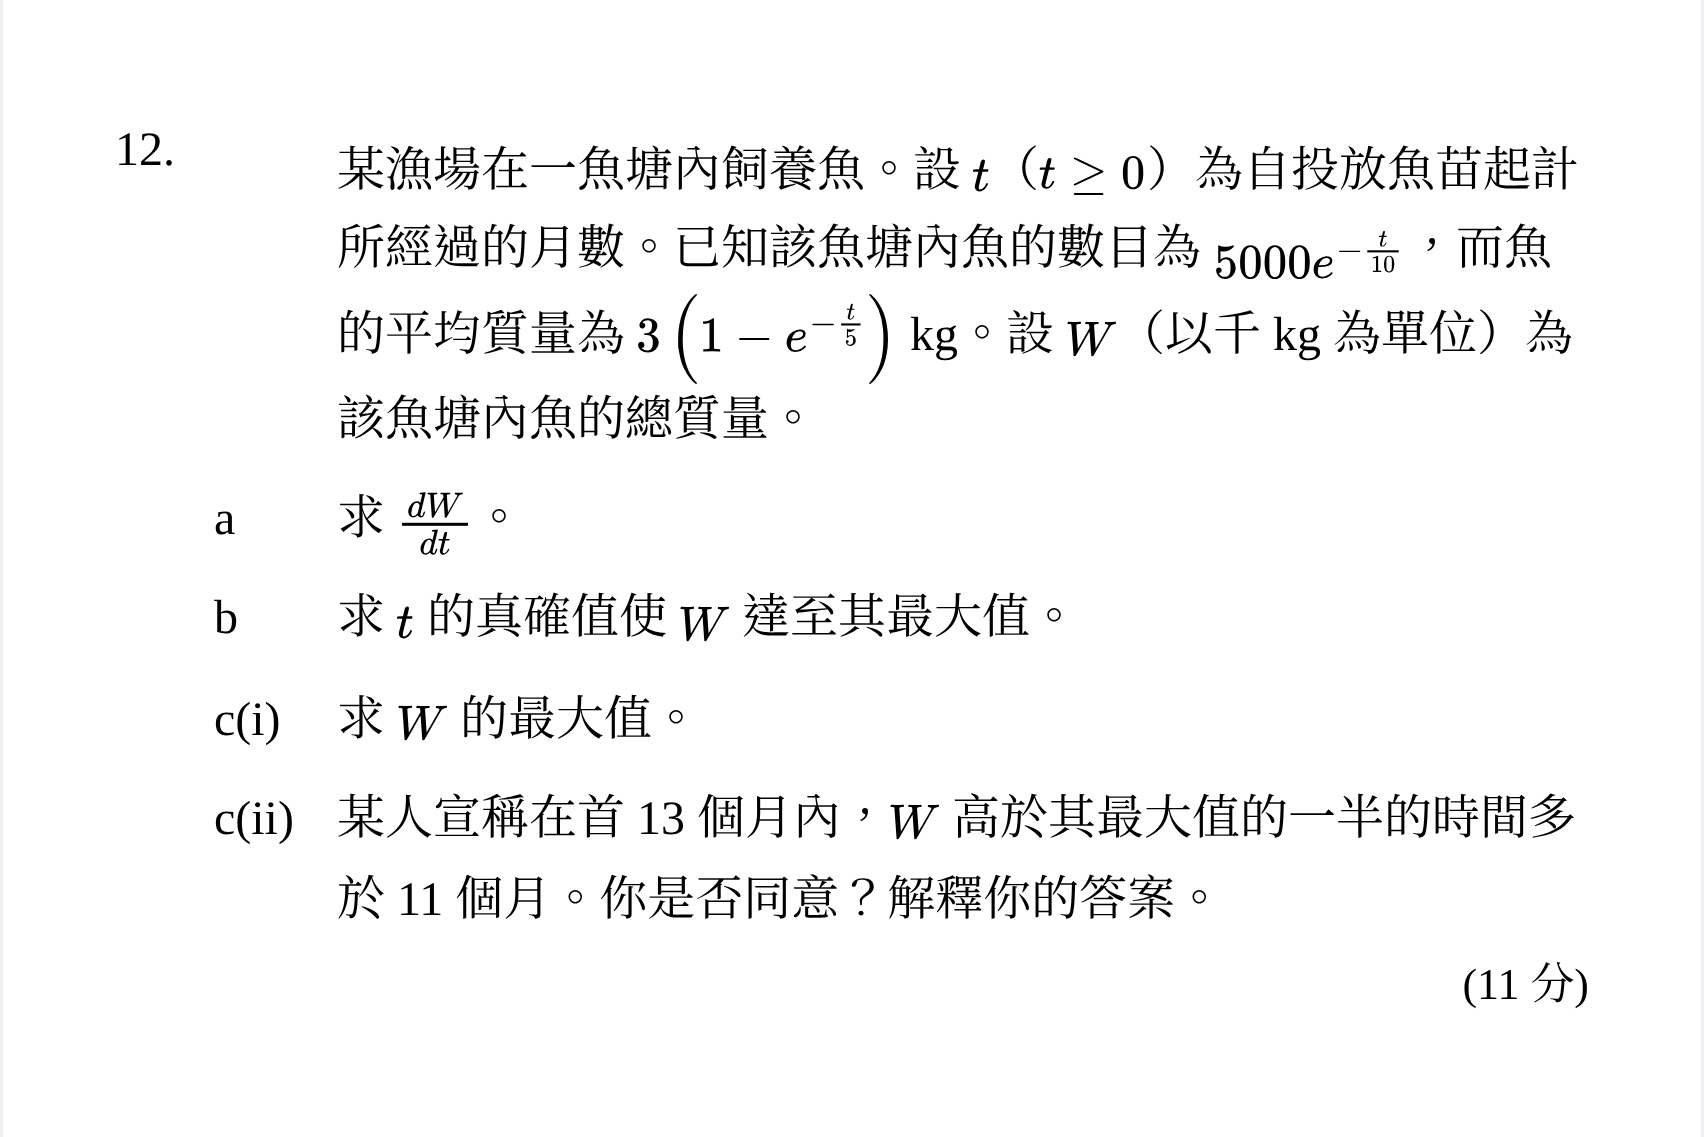 12. 某漁場在一魚塘內飼養魚。設 t（t ≥ 0）為自投放魚苗起計
所經過的月數。已知該魚塘內魚的數目為 5000e^{-\frac{t}{10}}，而魚
的平均質量為 3(1 − e^{-\frac{t}{5}}) kg。設 W（以千 kg 為單位）為
該魚塘內魚的總質量。
a 求 \frac{dW}{dt}。
b 求 t 的真確值使 W 達至其最大值。
c(i) 求 W 的最大值。
c(ii) 某人宣稱在首 13 個月內，W 高於其最大值的一半的時間多
於 11 個月。你是否同意？解釋你的答案。
(11 分)